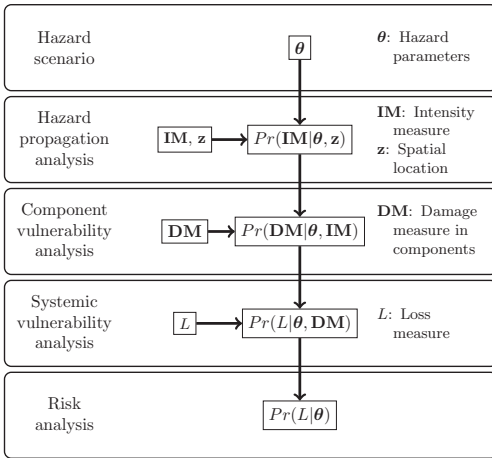 Hazard
scenario
θ
θ: Hazard
parameters
Hazard
propagation
analysis
IM, z
Pr(IM|θ, z)
IM: Intensity
measure
z: Spatial
location
Component
vulnerability
analysis
DM
Pr(DM|θ, IM)
DM: Damage
measure in
components
Systemic
vulnerability
analysis
L
Pr(L|θ, DM)
L: Loss
measure
Risk
analysis
Pr(L|θ)